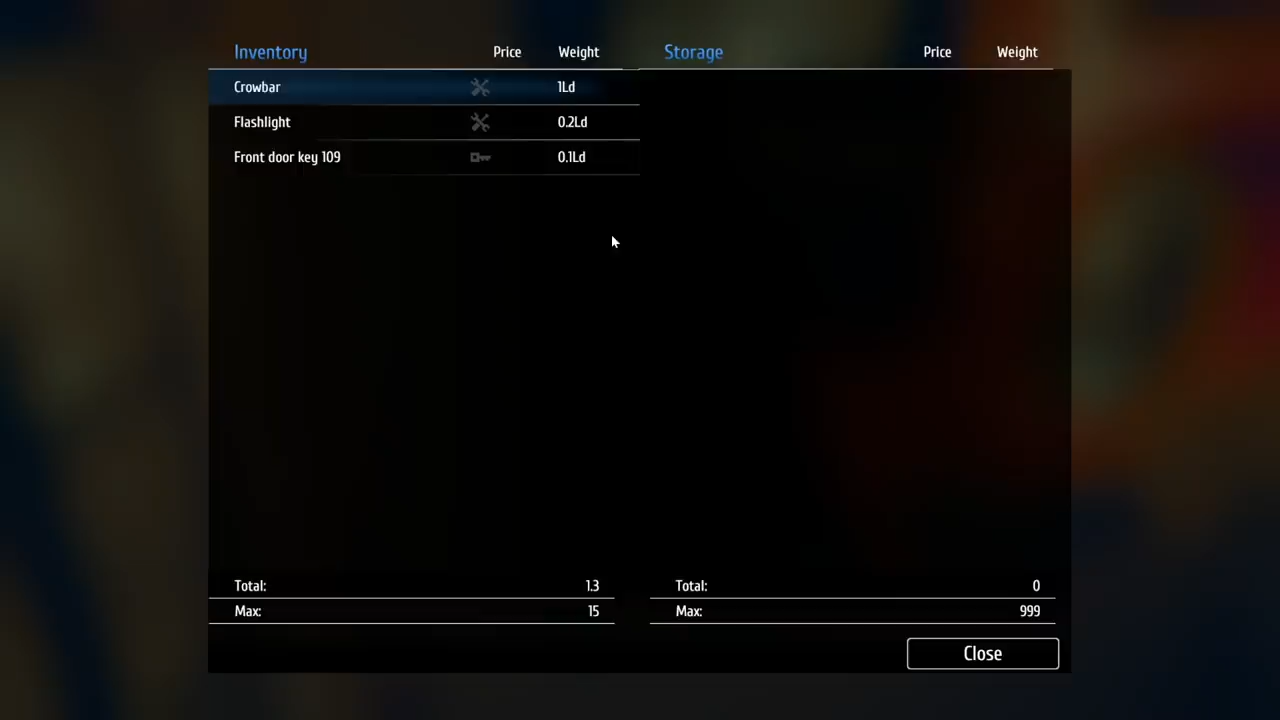 Inventory Price Weight
Crowbar 1Ld
Flashlight 0.2Ld
Front door key 109 0.1Ld
Total: 1.3
Max: 15
Storage Price Weight
Total: 0
Max: 999
Close